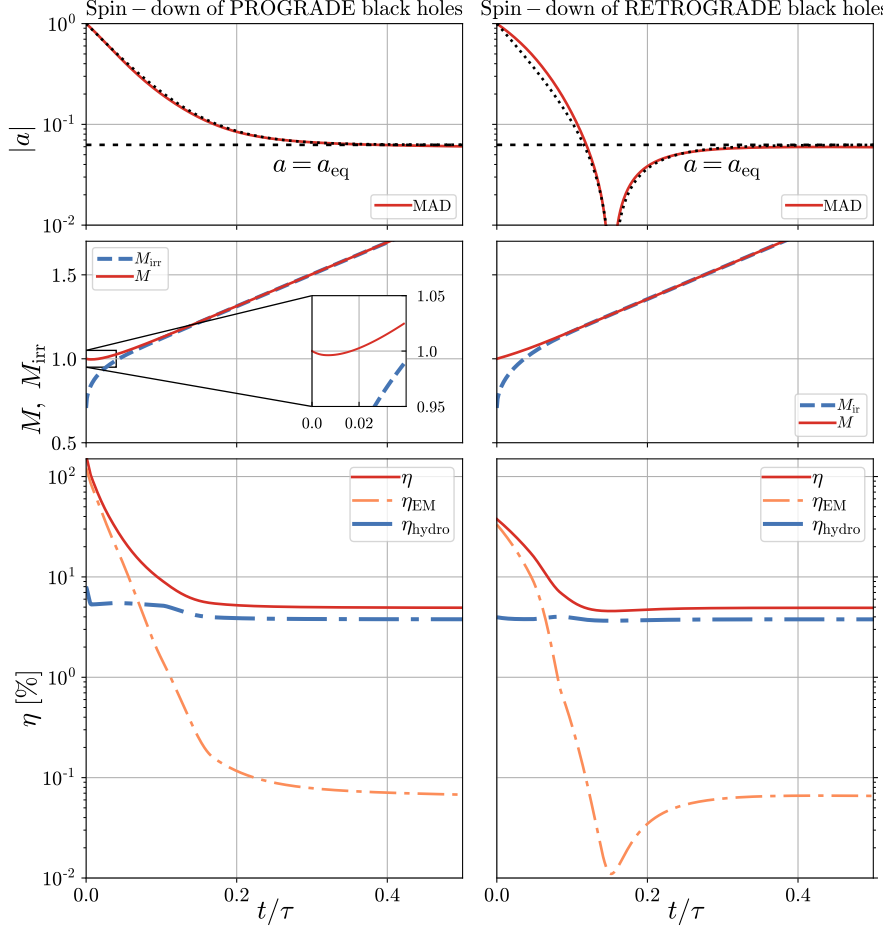 Spin − down of PROGRADE black holes
Spin − down of RETROGRADE black holes
10^0
10^{-1}
10^{-2}
|a|
a = a_eq
MAD
a = a_eq
MAD
M_irr
M
1.5
1.0
0.5
M, M_irr
1.05
1.0
0.95
0.0 0.02
M_ir
M
10^2
10^1
10^0
10^{-1}
10^{-2}
η [%]
η
η_EM
η_hydro
η
η_EM
η_hydro
0.0 0.2 0.4
t/τ
0.0 0.2 0.4
t/τ